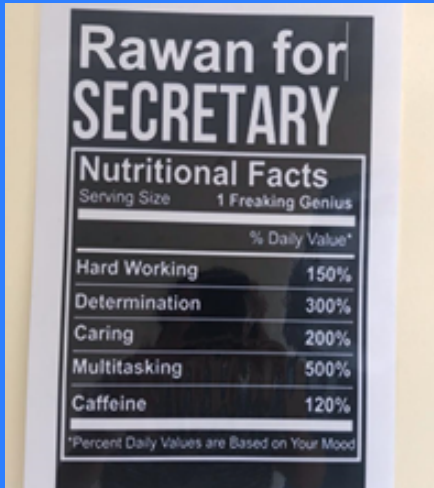 Rawan for
SECRETARY
Nutritional Facts
Serving Size 1 Freaking Genius
% Daily Value*
Hard Working 150%
Determination 300%
Caring 200%
Multitasking 500%
Caffeine 120%
*Percent Daily Values are Based on Your Mood